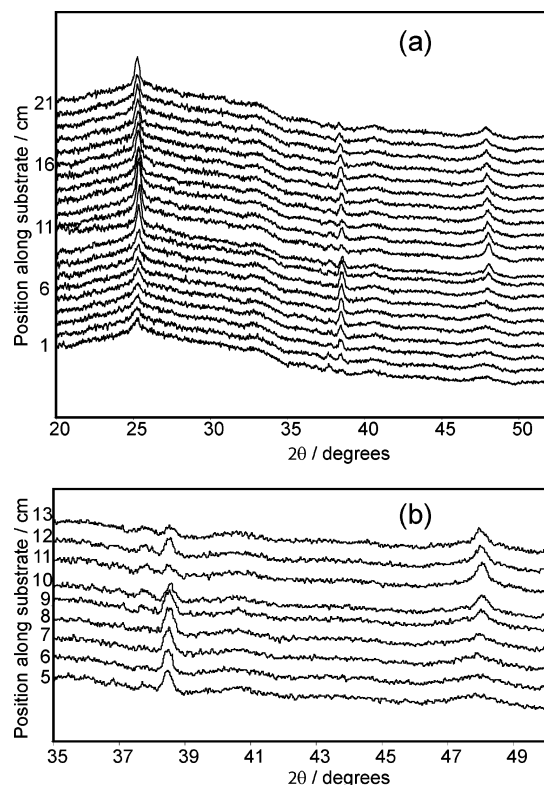 (a)
Position along substrate / cm
21
16
11
6
1
20 25 30 35 40 45 50
2θ / degrees
(b)
Position along substrate / cm
13
12
11
10
9
8
7
6
5
35 37 39 41 43 45 47 49
2θ / degrees